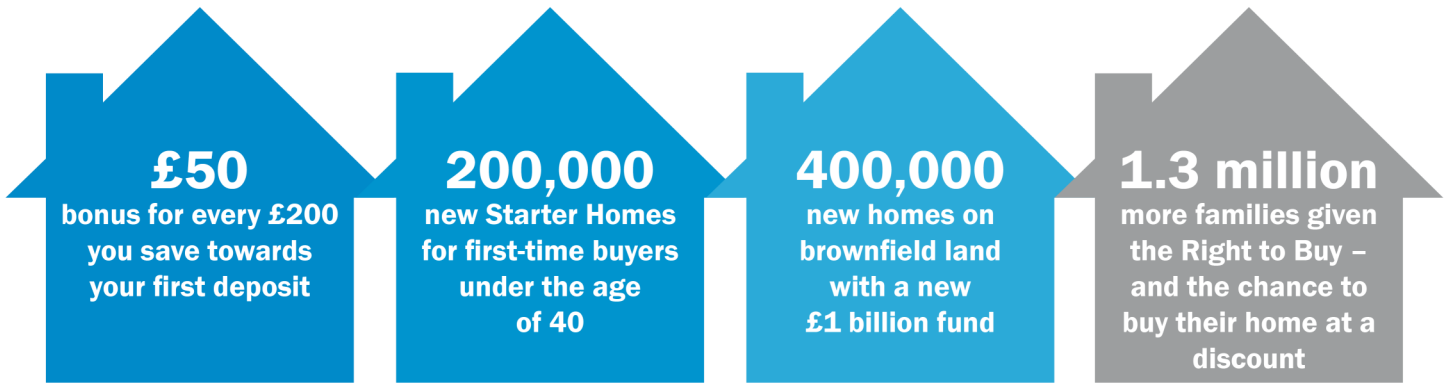 £50
bonus for every £200
you save towards
your first deposit
200,000
new Starter Homes
for first-time buyers
under the age
of 40
400,000
new homes on
brownfield land
with a new
£1 billion fund
1.3 million
more families given
the Right to Buy –
and the chance to
buy their home at a
discount